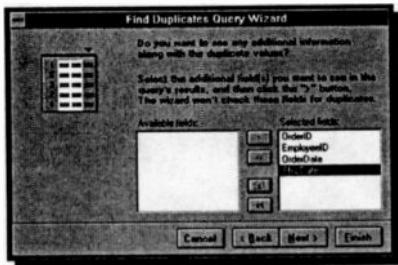 Find Duplicates Query Wizard
Do you want to see any additional information
along with the duplicate values?
Select the additional field(s) you want to see in the
query's results, and then click the ">" button.
The wizard won't check these fields for duplicates.
Available fields:
Selected fields:
>
OrderID
EmployeeID
OrderDate
<<
Cancel
< Back
Next >
Finish